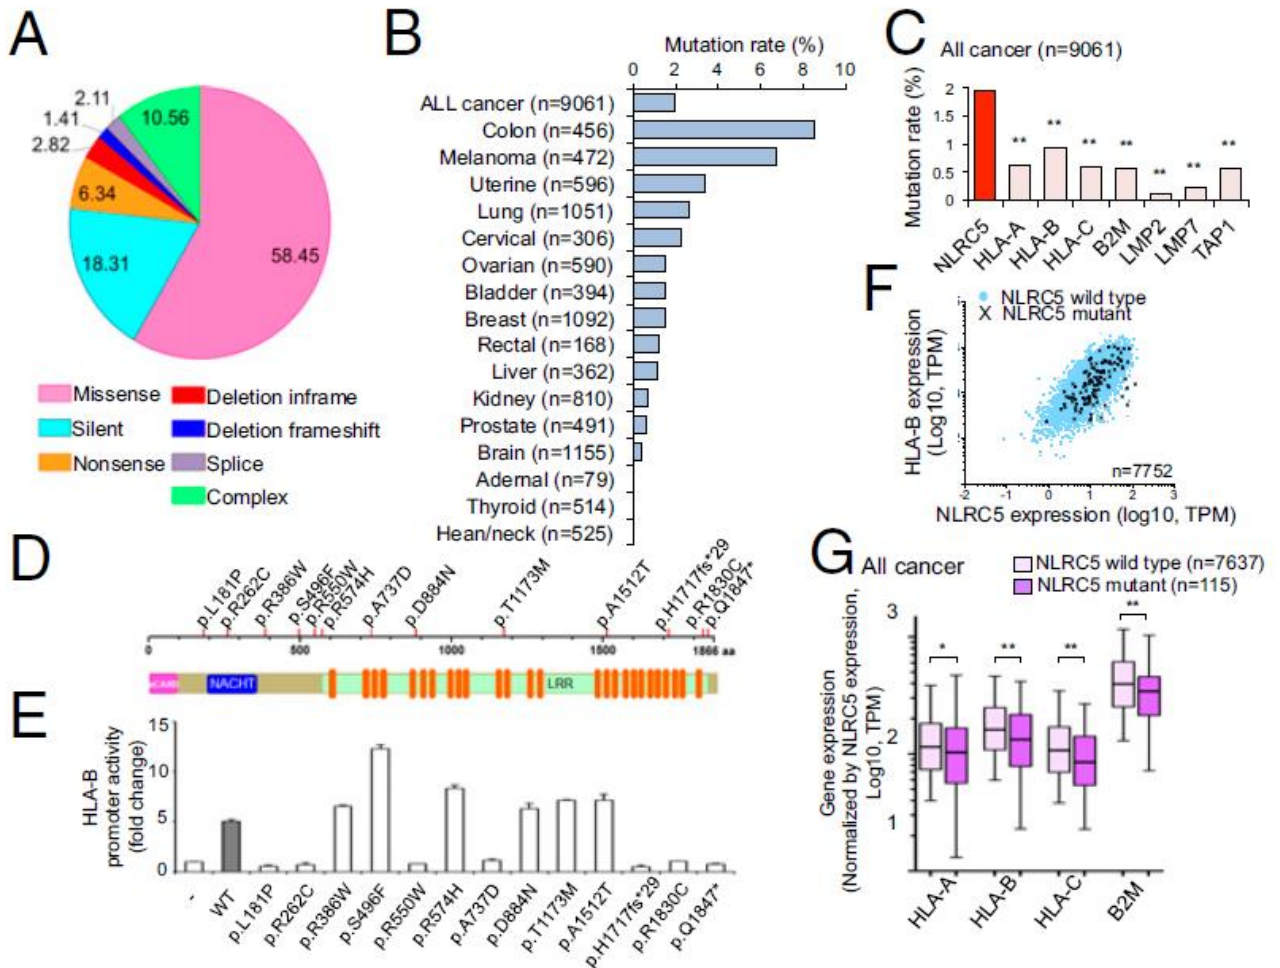 A
2.11
1.41
2.82
10.56
6.34
18.31
58.45
Missense
Silent
Nonsense
Deletion inframe
Deletion frameshift
Splice
Complex
B
Mutation rate (%)
0 2 4 6 8 10
ALL cancer (n=9061)
Colon (n=456)
Melanoma (n=472)
Uterine (n=596)
Lung (n=1051)
Cervical (n=306)
Ovarian (n=590)
Bladder (n=394)
Breast (n=1092)
Rectal (n=168)
Liver (n=362)
Kidney (n=810)
Prostate (n=491)
Brain (n=1155)
Adernal (n=79)
Thyroid (n=514)
Hean/neck (n=525)
C
All cancer (n=9061)
Mutation rate (%)
2
1
1
0.5
0
** ** ** ** ** ** **
NLRC5
HLA-A
HLA-B
HLA-C
B2M
LMP2
LMP7
TAP1
F
NLRC5 wild type
X NLRC5 mutant
HLA-B expression
(Log10, TPM)
n=7752
-2 -1 0 1 2 3
NLRC5 expression (log10, TPM)
D
p.L181P
p.R262C
p.R386W
p.S496F
p.R550W
p.R574H
p.A737D
p.D884N
p.T1173M
p.A1512T
p.H1717fs*29
p.R1830C
p.Q1847*
0 500 1000 1500 1866 aa
NACHT
LRR
E
HLA-B
promoter activity
(fold change)
15
10
5
0
-
WT
p.L181P
p.R262C
p.R386W
p.S496F
p.R550W
p.R574H
p.A737D
p.D884N
p.T1173M
p.A1512T
p.H1717fs*29
p.R1830C
p.Q1847*
G
All cancer
NLRC5 wild type (n=7637)
NLRC5 mutant (n=115)
Gene expression
(Normalized by NLRC5 expression,
Log10, TPM)
3
2
1
* ** ** **
HLA-A
HLA-B
HLA-C
B2M